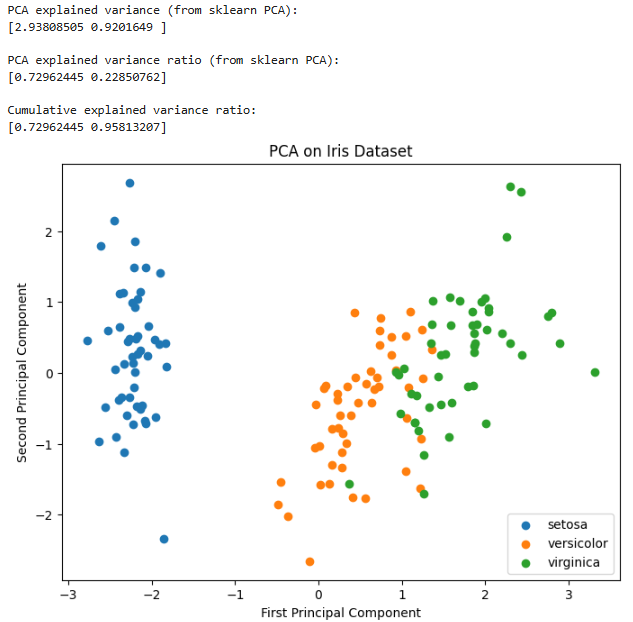 PCA explained variance (from sklearn PCA):
[2.93808505 0.9201649 ]
PCA explained variance ratio (from sklearn PCA):
[0.72962445 0.22850762]
Cumulative explained variance ratio:
[0.72962445 0.95813207]
PCA on Iris Dataset
Second Principal Component
2
1
0
−1
−2
setosa
versicolor
virginica
−3 −2 −1 0 1 2 3
First Principal Component